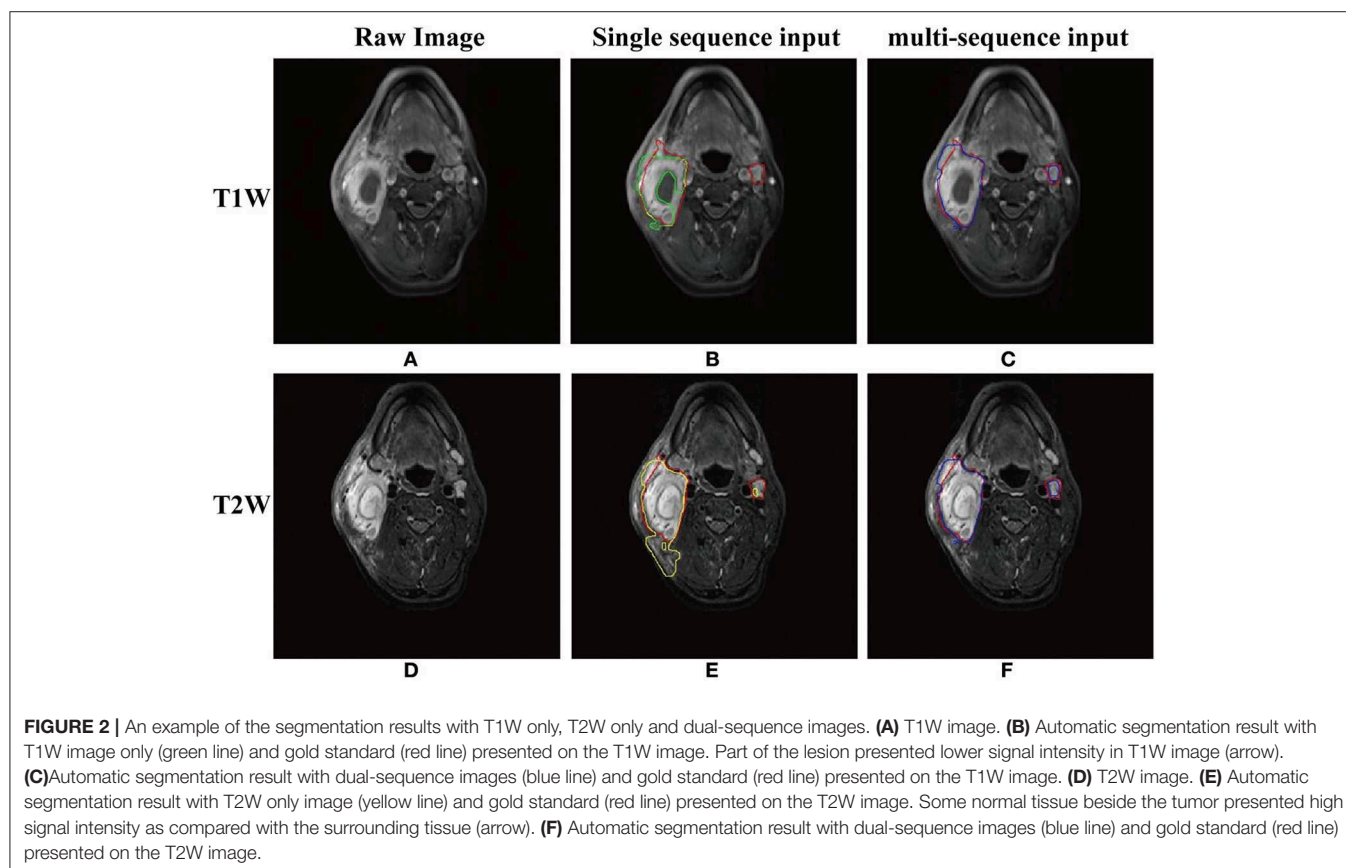 Raw Image
Single sequence input
multi-sequence input
T1W
A
B
C
T2W
D
E
F
FIGURE 2 | An example of the segmentation results with T1W only, T2W only and dual-sequence images. (A) T1W image. (B) Automatic segmentation result with
T1W image only (green line) and gold standard (red line) presented on the T1W image. Part of the lesion presented lower signal intensity in T1W image (arrow).
(C)Automatic segmentation result with dual-sequence images (blue line) and gold standard (red line) presented on the T1W image. (D) T2W image. (E) Automatic
segmentation result with T2W only image (yellow line) and gold standard (red line) presented on the T2W image. Some normal tissue beside the tumor presented high
signal intensity as compared with the surrounding tissue (arrow). (F) Automatic segmentation result with dual-sequence images (blue line) and gold standard (red line)
presented on the T2W image.